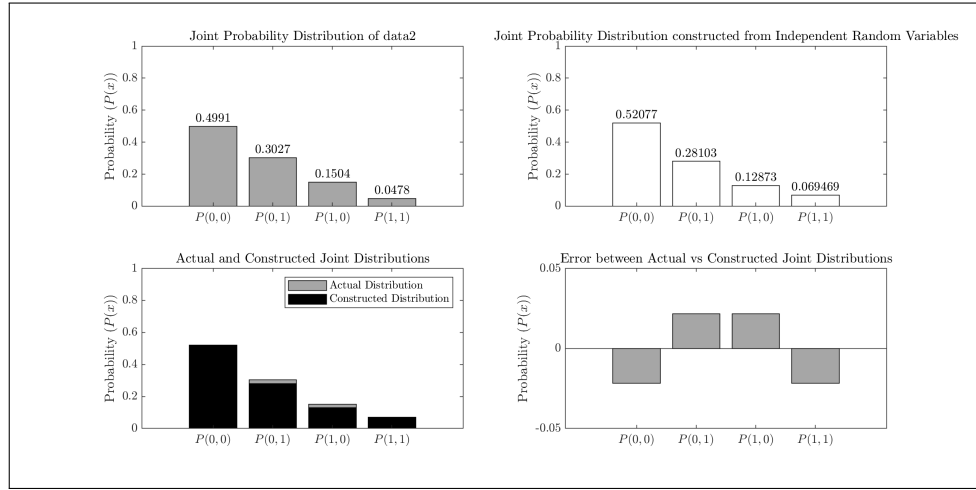 Joint Probability Distribution of data2
1
0.8
0.6
0.4
0.2
0
Probability (P(x))
0.4991
0.3027
0.1504
0.0478
P(0,0)
P(0,1)
P(1,0)
P(1,1)
Joint Probability Distribution constructed from Independent Random Variables
1
0.8
0.6
0.4
0.2
0
Probability (P(x))
0.52077
0.28103
0.12873
0.069469
P(0,0)
P(0,1)
P(1,0)
P(1,1)
Actual and Constructed Joint Distributions
1
0.8
0.6
0.4
0.2
0
Probability (P(x))
Actual Distribution
Constructed Distribution
P(0,0)
P(0,1)
P(1,0)
P(1,1)
Error between Actual vs Constructed Joint Distributions
0.05
0
-0.05
Probability (P(x))
P(0,0)
P(0,1)
P(1,0)
P(1,1)